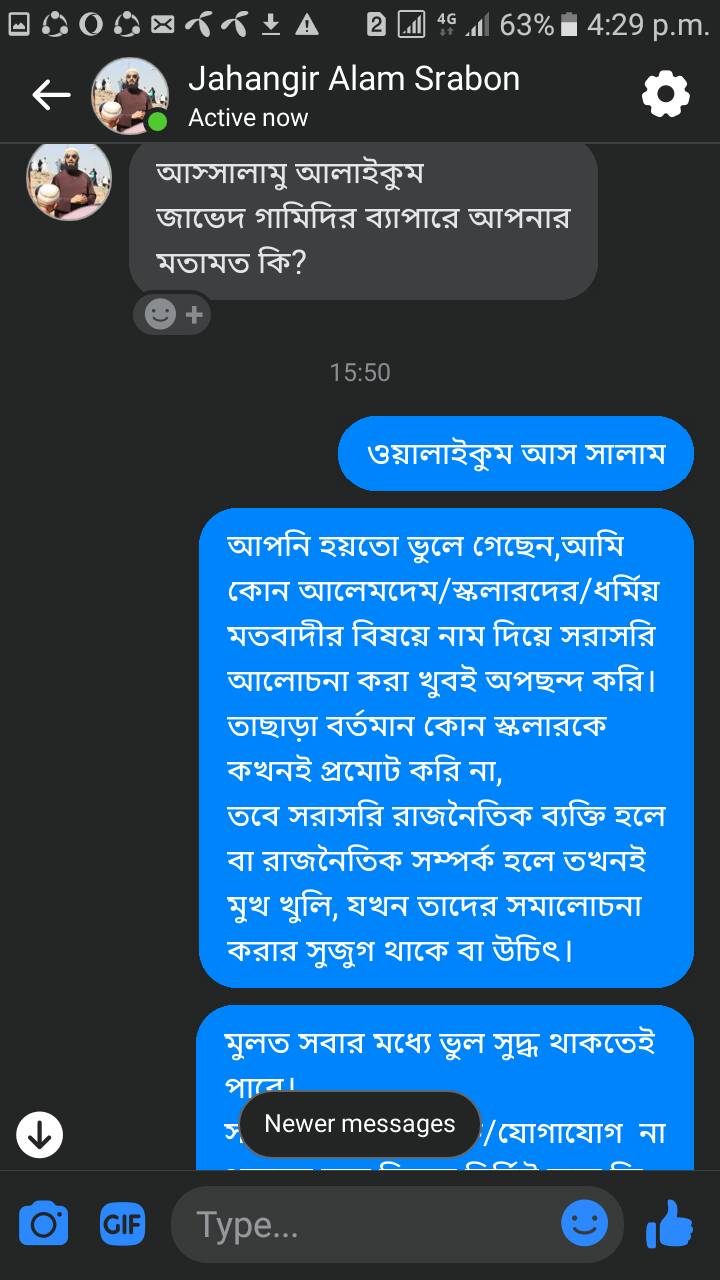 2 4G 63% 4:29 p.m.
Jahangir Alam Srabon
Active now
আস্সালামু আলাইকুম
জাভেদ গামিদির ব্যাপারে আপনার
মতামত কি?
15:50
ওয়ালাইকুম আস সালাম
আপনি হয়তো ভুলে গেছেন,আমি
কোন আলেমদেম/স্কলারদের/ধর্মিয়
মতবাদীর বিষয়ে নাম দিয়ে সরাসরি
আলোচনা করা খুবই অপছন্দ করি।
তাছাড়া বর্তমান কোন স্কলারকে
কখনই প্রমোট করি না,
তবে সরাসরি রাজনৈতিক ব্যক্তি হলে
বা রাজনৈতিক সম্পর্ক হলে তখনই
মুখ খুলি, যখন তাদের সমালোচনা
করার সুজুগ থাকে বা উচিৎ।
মুলত সবার মধ্যে ভুল সুদ্ধ থাকতেই
পারে।
/যোগাযোগ না
Newer messages
GIF
Type...